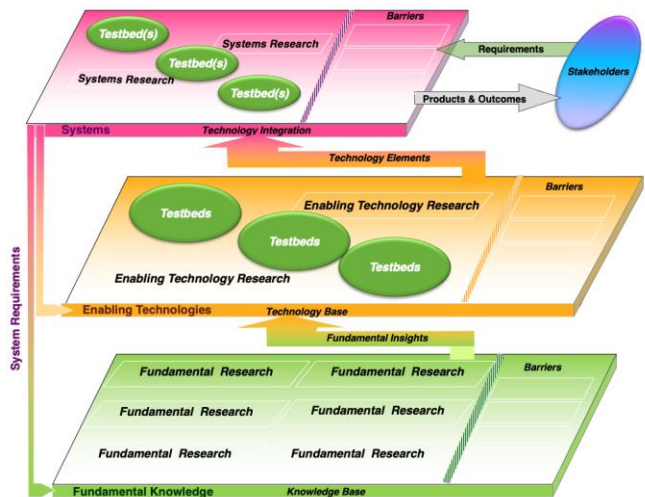 Barriers
Testbed(s)
Systems Research
Testbed(s)
Systems Research
Testbed(s)
Requirements
Stakeholders
Products & Outcomes
Systems
Technology Integration
Technology Elements
Barriers
Testbeds
Enabling Technology Research
Testbeds
Testbeds
Enabling Technology Research
Enabling Technologies
Technology Base
Fundamental Insights
System Requirements
Barriers
Fundamental Research
Fundamental Research
Fundamental Research
Fundamental Research
Fundamental Research
Fundamental Research
Fundamental Knowledge
Knowledge Base